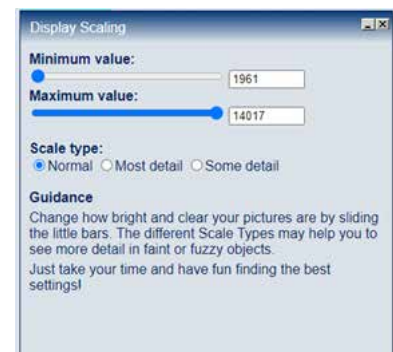 Display Scaling
Minimum value:
1961
Maximum value:
14017
Scale type:
Normal Most detail Some detail
Guidance
Change how bright and clear your pictures are by sliding
the little bars. The different Scale Types may help you to
see more detail in faint or fuzzy objects.
Just take your time and have fun finding the best
settings!